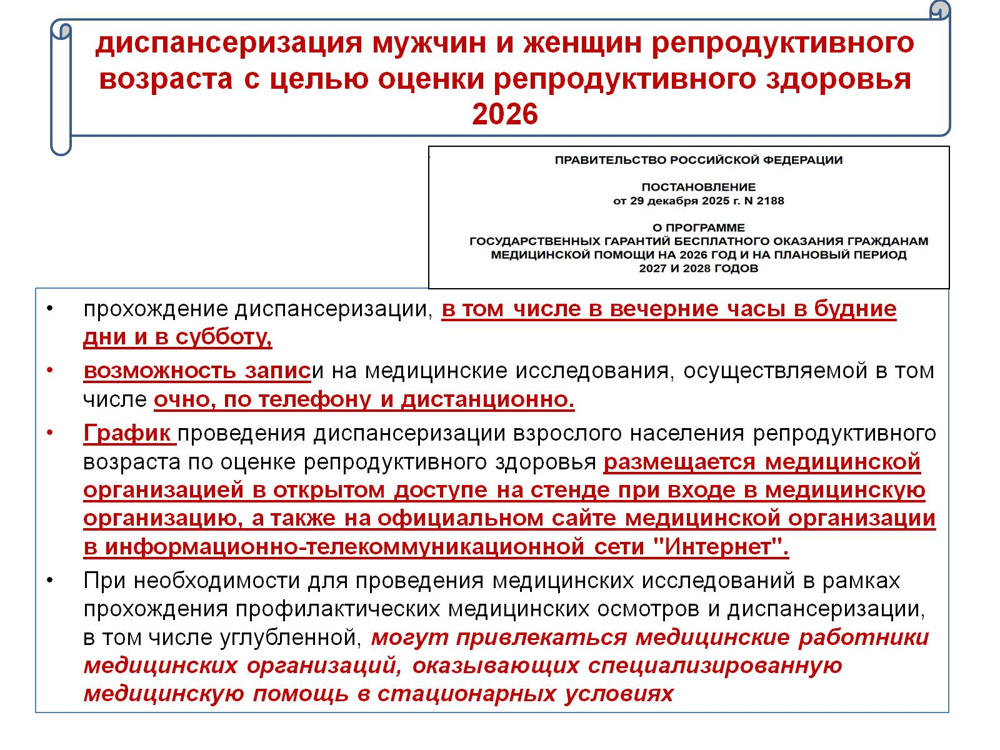 диспансеризация мужчин и женщин репродуктивного
возраста с целью оценки репродуктивного здоровья
2026
ПРАВИТЕЛЬСТВО РОССИЙСКОЙ ФЕДЕРАЦИИ
ПОСТАНОВЛЕНИЕ
от 29 декабря 2025 г. N 2188
О ПРОГРАММЕ
ГОСУДАРСТВЕННЫХ ГАРАНТИЙ БЕСПЛАТНОГО ОКАЗАНИЯ ГРАЖДАНАМ
МЕДИЦИНСКОЙ ПОМОЩИ НА 2026 ГОД И НА ПЛАНОВЫЙ ПЕРИОД
2027 И 2028 ГОДОВ
• прохождение диспансеризации, в том числе в вечерние часы в будние
дни и в субботу,
• возможность записи на медицинские исследования, осуществляемой в том
числе очно, по телефону и дистанционно.
• График проведения диспансеризации взрослого населения репродуктивного
возраста по оценке репродуктивного здоровья размещается медицинской
организацией в открытом доступе на стенде при входе в медицинскую
организацию, а также на официальном сайте медицинской организации
в информационно-телекоммуникационной сети "Интернет".
• При необходимости для проведения медицинских исследований в рамках
прохождения профилактических медицинских осмотров и диспансеризации,
в том числе углубленной, могут привлекаться медицинские работники
медицинских организаций, оказывающих специализированную
медицинскую помощь в стационарных условиях